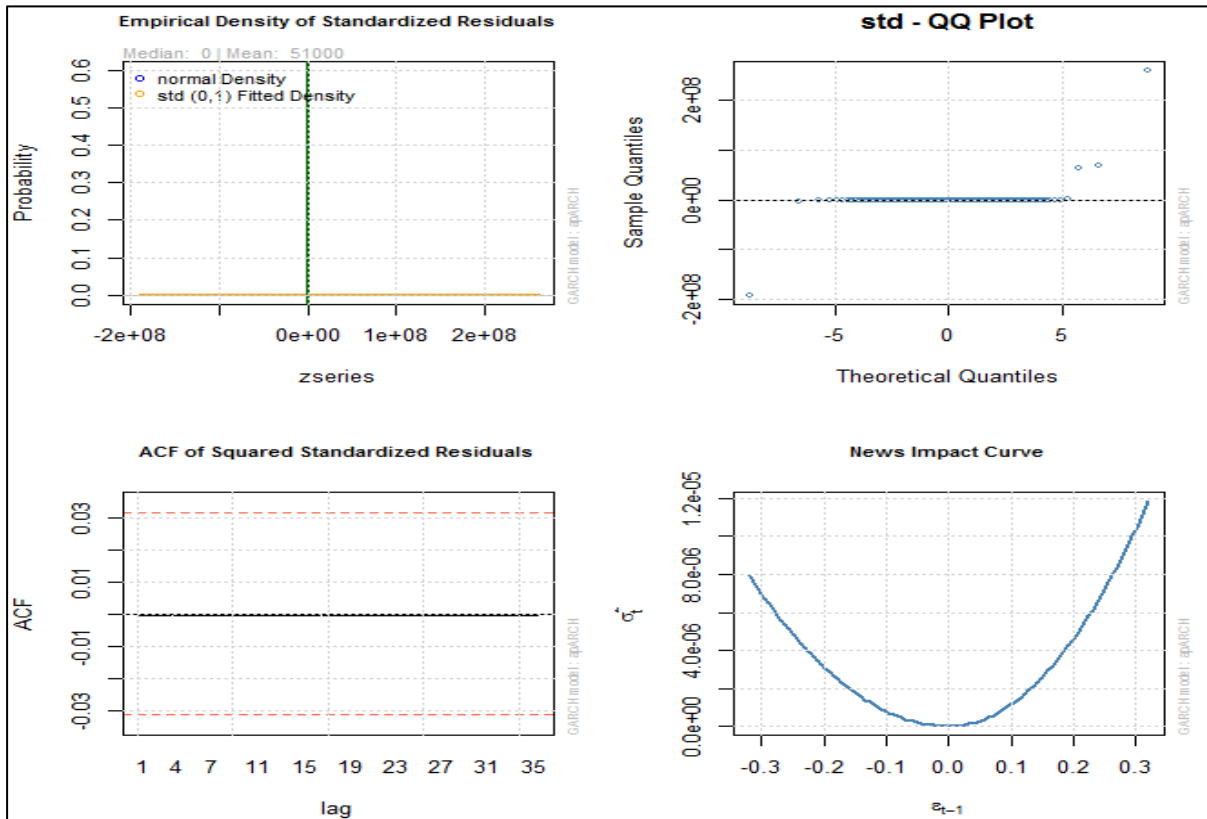 Empirical Density of Standardized Residuals
Median: 0 | Mean: 51000
normal Density
std (0,1) Fitted Density
Probability
0.0 0.1 0.2 0.3 0.4 0.5 0.6
-2e+08 0e+00 1e+08 2e+08
zseries
GARCH model: apARCH
std - QQ Plot
Sample Quantiles
-2e+08 0e+00 2e+08
-5 0 5
Theoretical Quantiles
GARCH model: apARCH
ACF of Squared Standardized Residuals
ACF
-0.03 -0.01 0.01 0.03
1 4 7 11 15 19 23 27 31 35
lag
GARCH model: apARCH
News Impact Curve
0.0e+00 4.0e-06 8.0e-06 1.2e-05
-0.3 -0.2 -0.1 0.0 0.1 0.2 0.3
εt−1
GARCH model: apARCH